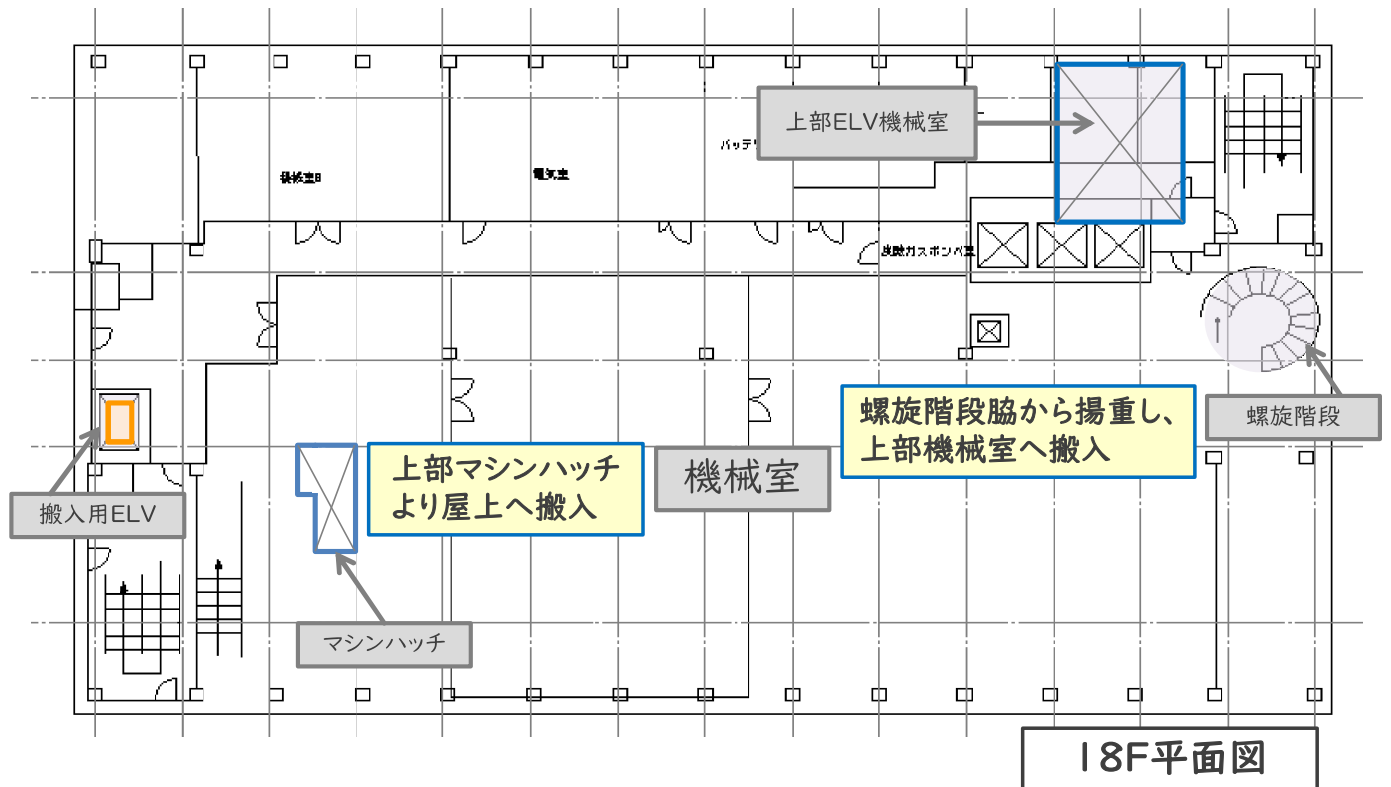 上部ELV機械室
機械室B
電気室
炭酸ガスボンベ室
螺旋階段脇から揚重し、
上部機械室へ搬入
螺旋階段
上部マシンハッチ
より屋上へ搬入
機械室
搬入用ELV
マシンハッチ
18F平面図